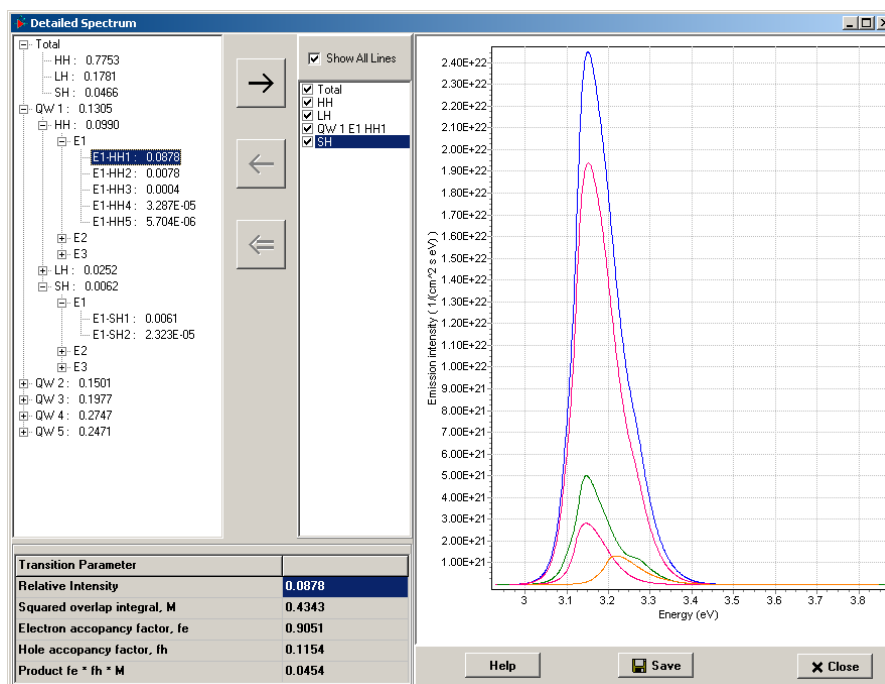 Detailed Spectrum
Total
HH : 0.7753
LH : 0.1781
SH : 0.0466
QW 1 : 0.1305
HH : 0.0990
E1
E1-HH1 : 0.0878
E1-HH2 : 0.0078
E1-HH3 : 0.0004
E1-HH4 : 3.287E-05
E1-HH5 : 5.704E-06
E2
E3
LH : 0.0252
SH : 0.0062
E1
E1-SH1 : 0.0061
E1-SH2 : 2.323E-05
E2
E3
QW 2 : 0.1501
QW 3 : 0.1977
QW 4 : 0.2747
QW 5 : 0.2471
Show All Lines
Total
HH
LH
QW 1 E1 HH1
SH
Transition Parameter
Relative Intensity 0.0878
Squared overlap integral, M 0.4343
Electron accopancy factor, fe 0.9051
Hole accopancy factor, fh 0.1154
Product fe * fh * M 0.0454
Emission intensity ( 1/(cm^2 s eV) )
2.40E+22
2.30E+22
2.20E+22
2.10E+22
2.00E+22
1.90E+22
1.80E+22
1.70E+22
1.60E+22
1.50E+22
1.40E+22
1.30E+22
1.20E+22
1.10E+22
1.00E+22
9.00E+21
8.00E+21
7.00E+21
6.00E+21
5.00E+21
4.00E+21
3.00E+21
2.00E+21
1.00E+21
3 3.1 3.2 3.3 3.4 3.5 3.6 3.7 3.8
Energy (eV)
Help Save Close